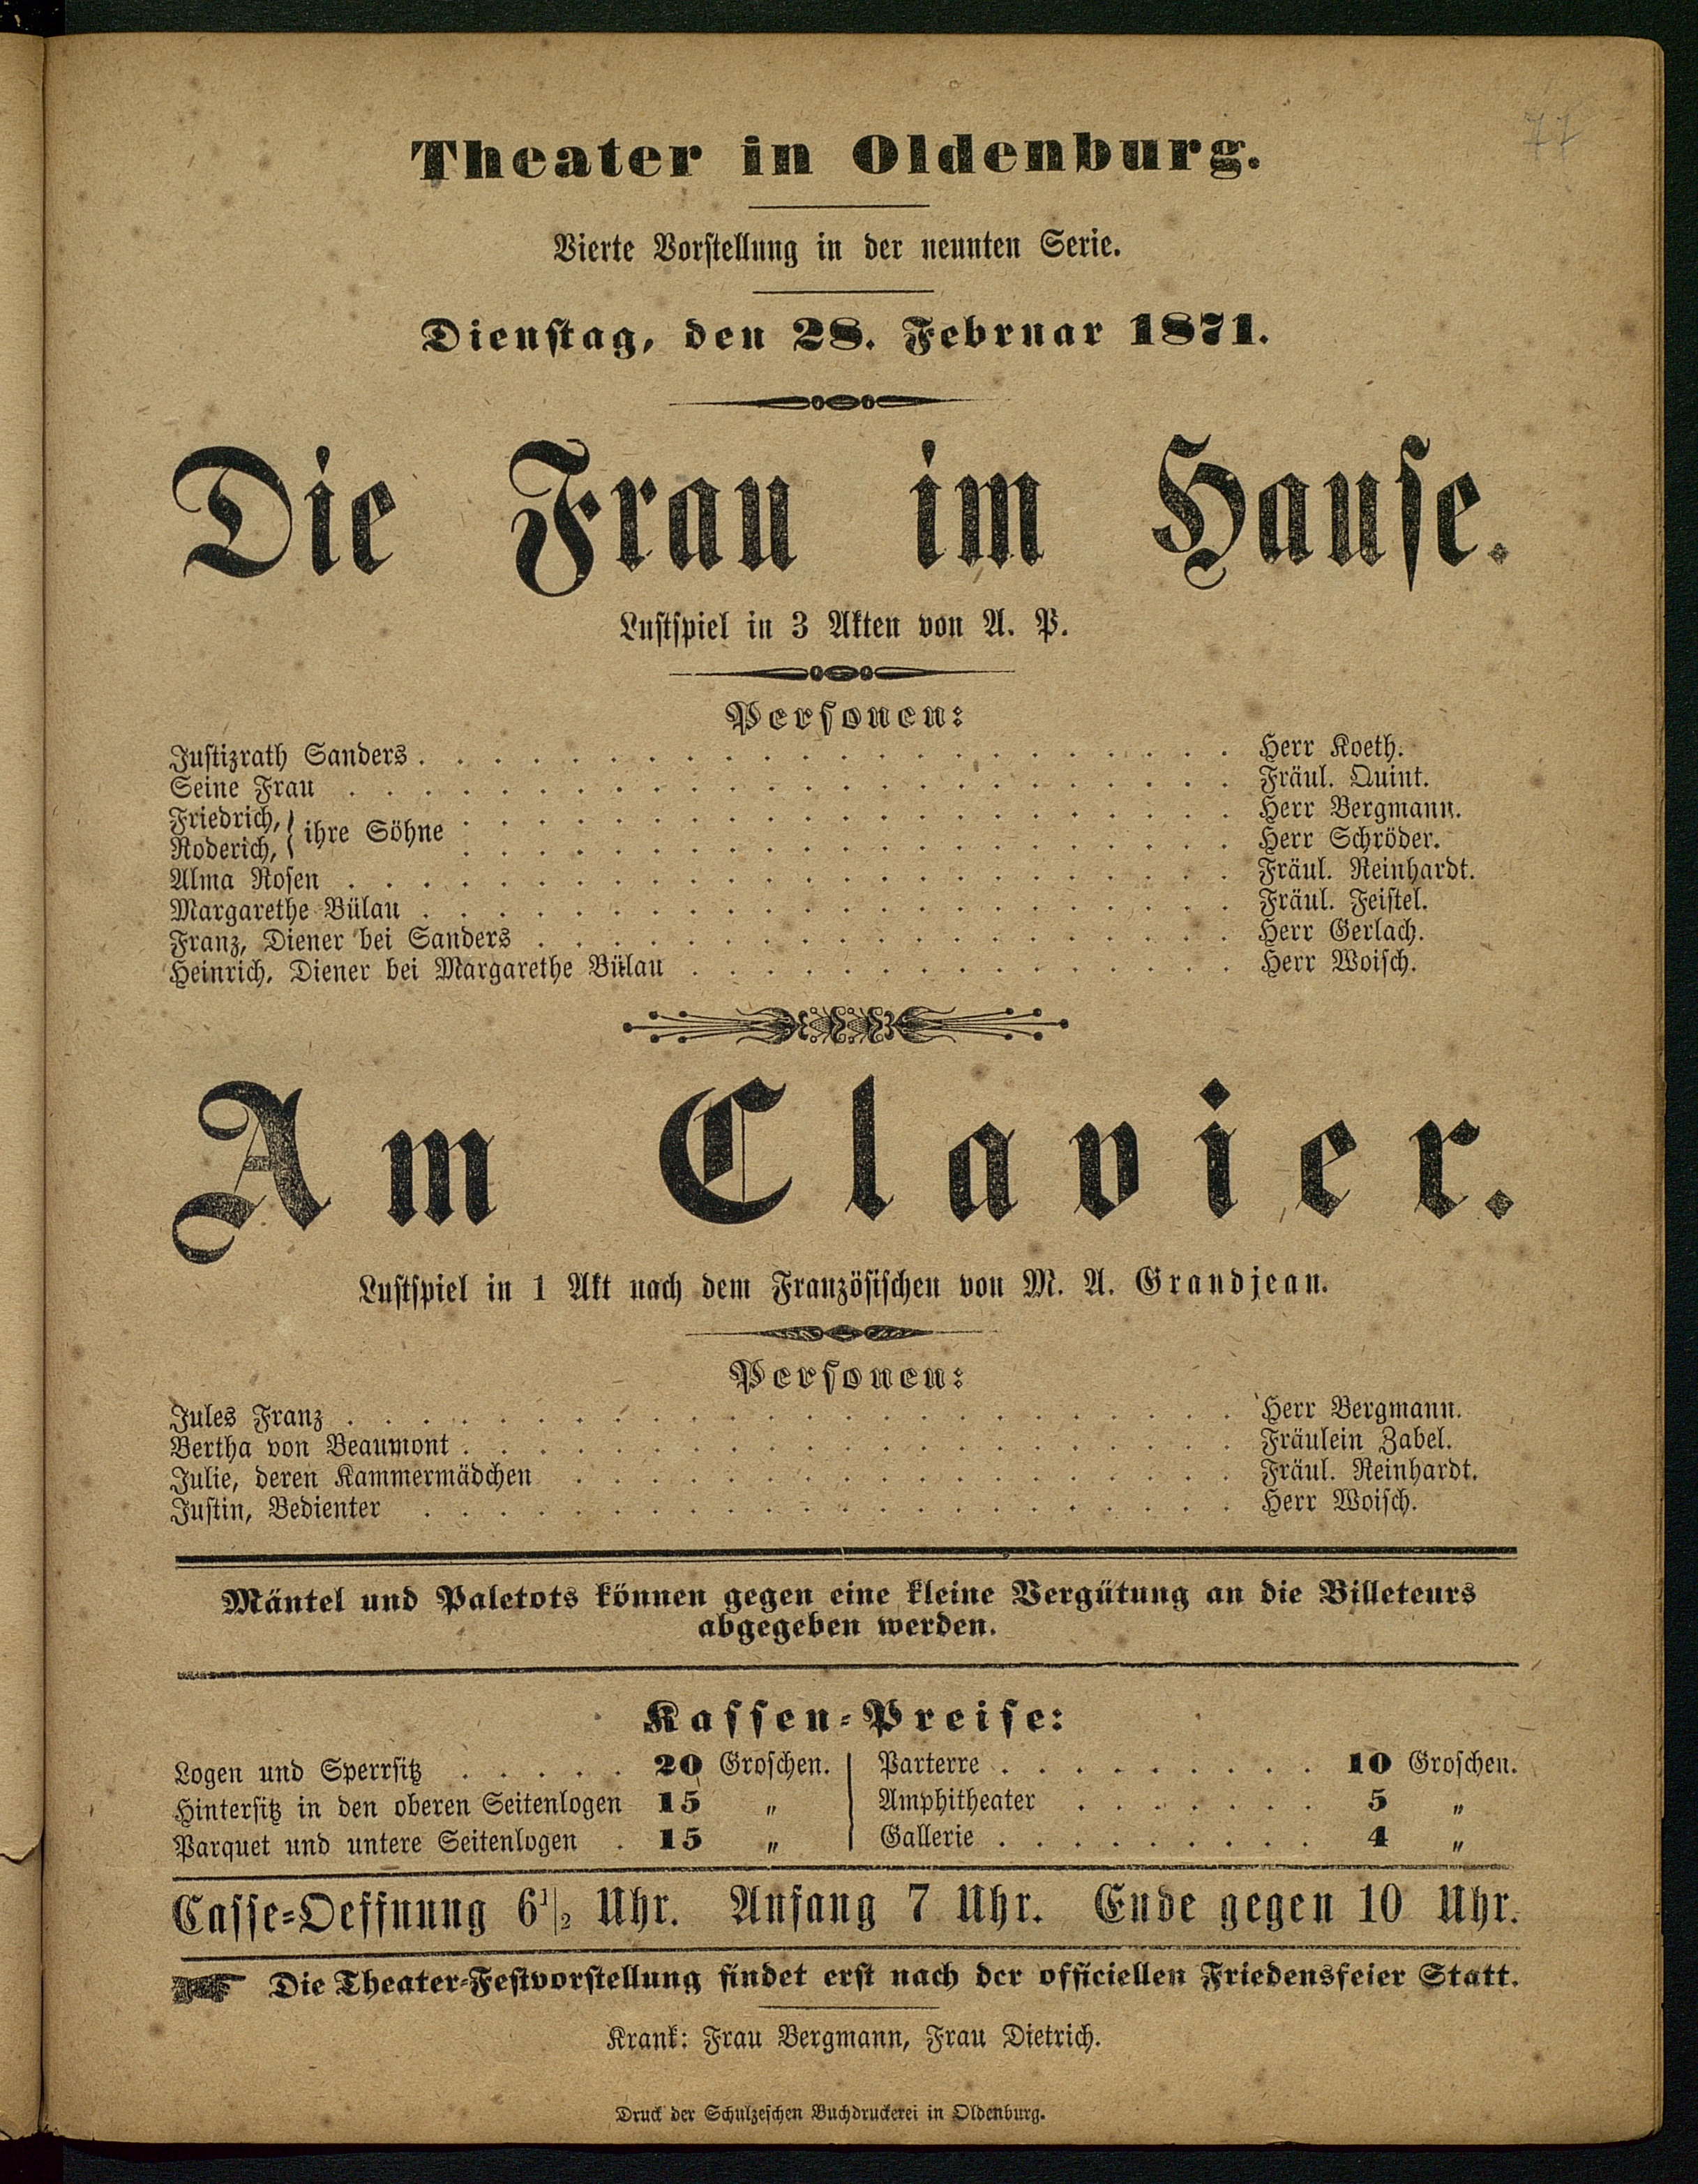 77
Theater in Oldenburg.
Vierte Vorstellung in der neunten Serie.
Dienstag, den 28. Februar 1871.
Die Frau im Hause.
Lustspiel in 3 Akten von A. P.
Personen:
Justizrath Sanders . . . . . Herr Koeth.
Seine Frau . . . . . Fräul. Quint.
Friedrich, } ihre Söhne . . . . . Herr Bergmann.
Roderich, } . . . . . Herr Schröder.
Alma Rosen . . . . . Fräul. Reinhardt.
Margarethe Bülau . . . . . Fräul. Feistel.
Franz, Diener bei Sanders . . . . . Herr Gerlach.
Heinrich, Diener bei Margarethe Bülau . . . . . Herr Woisch.
Am Clavier.
Lustspiel in 1 Akt nach dem Französischen von M. A. Grandjean.
Personen:
Jules Franz . . . . . Herr Bergmann.
Bertha von Beaumont . . . . . Fräulein Zabel.
Julie, deren Kammermädchen . . . . . Fräul. Reinhardt.
Justin, Bedienter . . . . . Herr Woisch.
Mäntel und Paletots können gegen eine kleine Vergütung an die Billeteurs
abgegeben werden.
Kassen-Preise:
Logen und Sperrsitz . . . . . 20 Groschen.
Hintersitz in den oberen Seitenlogen 15 "
Parquet und untere Seitenlogen . 15 "
Parterre . . . . . 10 Groschen.
Amphitheater . . . . . 5 "
Gallerie . . . . . 4 "
Casse-Oeffnung 6 1/2 Uhr. Anfang 7 Uhr. Ende gegen 10 Uhr.
Die Theater-Festvorstellung findet erst nach der officiellen Friedensfeier Statt.
Krank: Frau Bergmann, Frau Dietrich.
Druck der Schulzeschen Buchdruckerei in Oldenburg.